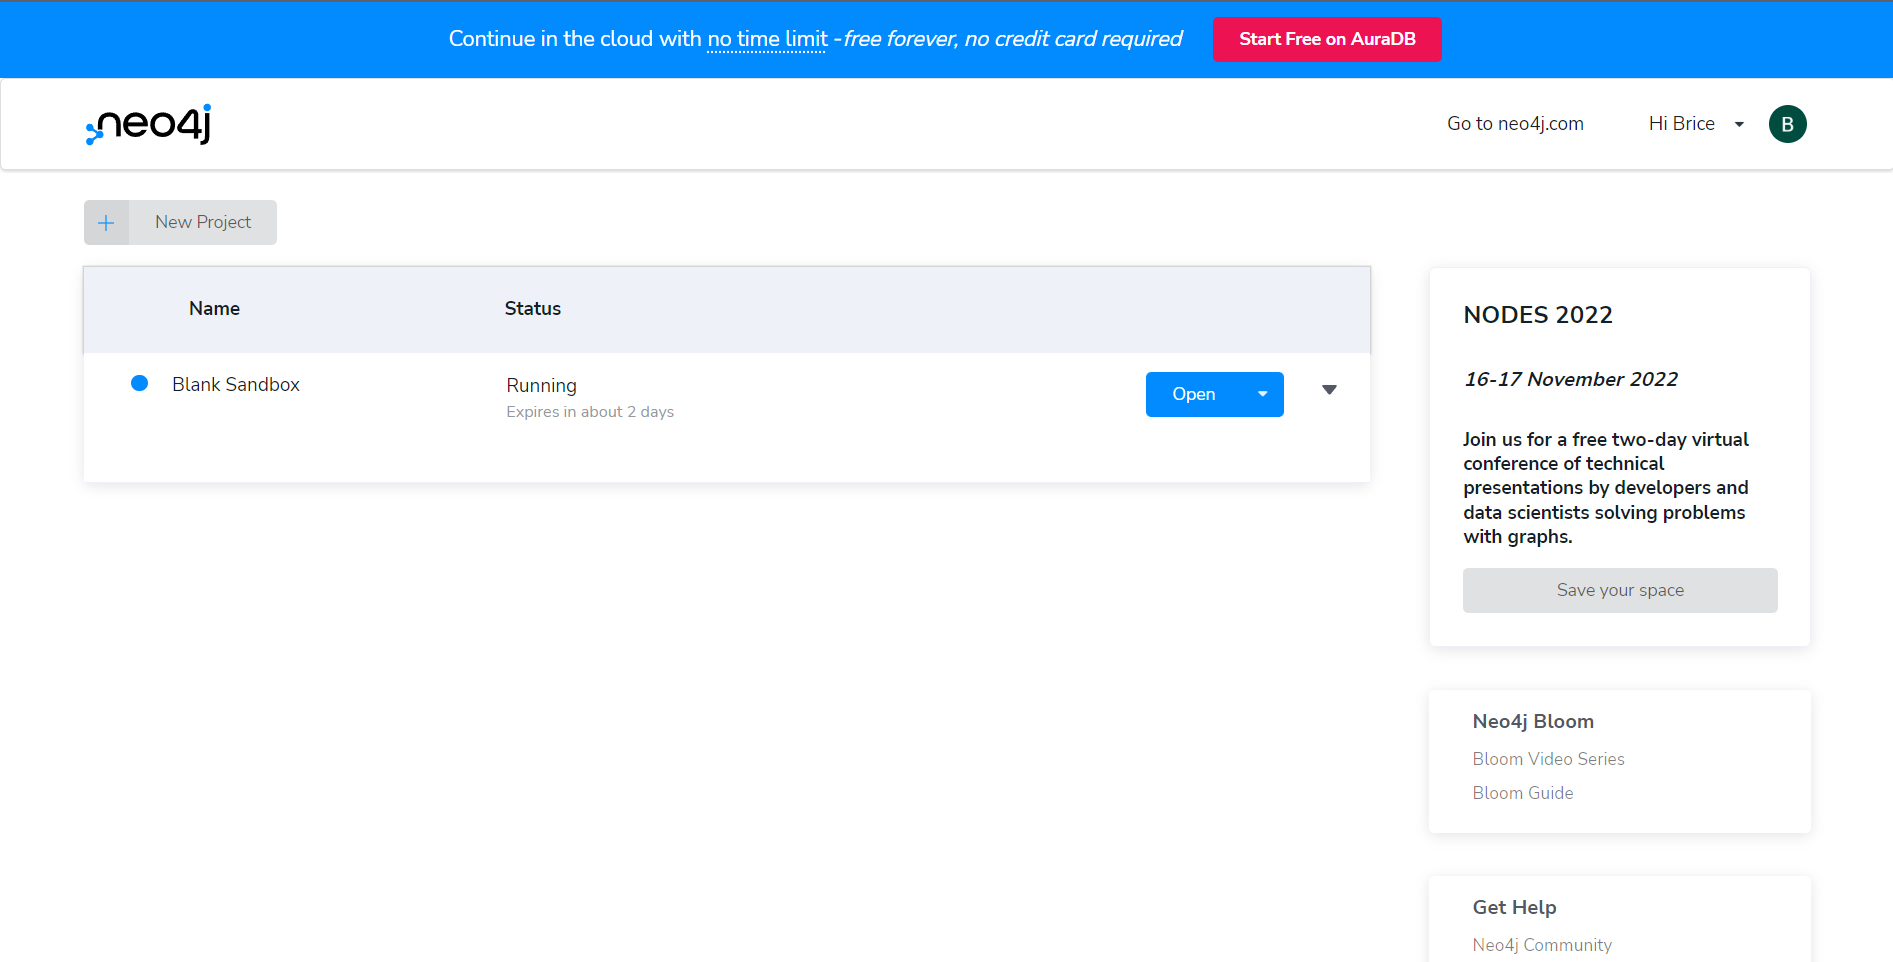 Continue in the cloud with no time limit -free forever, no credit card required
Start Free on AuraDB
neo4j
Go to neo4j.com
Hi Brice
B
New Project
Name
Status
Blank Sandbox
Running
Expires in about 2 days
Open
NODES 2022
16-17 November 2022
Join us for a free two-day virtual
conference of technical
presentations by developers and
data scientists solving problems
with graphs.
Save your space
Neo4j Bloom
Bloom Video Series
Bloom Guide
Get Help
Neo4j Community